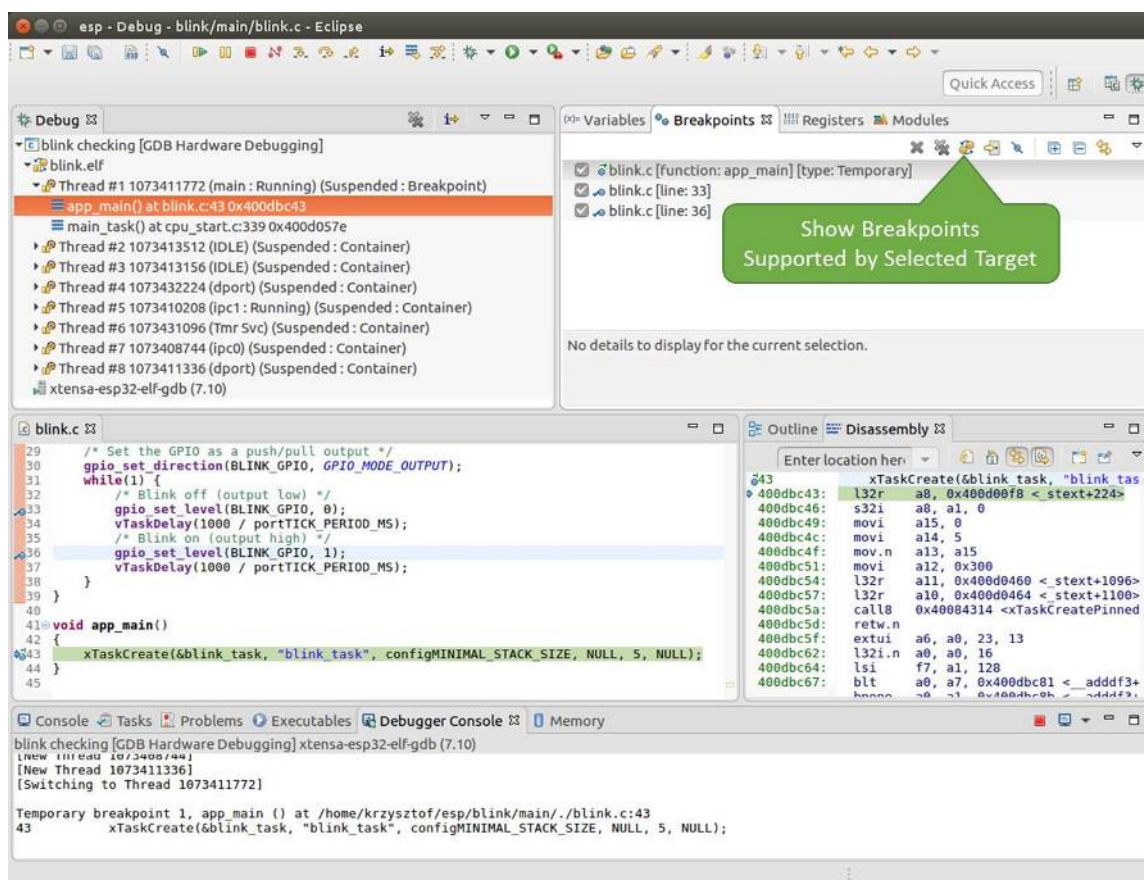 esp - Debug - blink/main/blink.c - Eclipse
Quick Access
Debug
blink checking [GDB Hardware Debugging]
blink.elf
Thread #1 1073411772 (main : Running) (Suspended : Breakpoint)
app_main() at blink.c:43 0x400dbc43
main_task() at cpu_start.c:339 0x400d057e
Thread #2 1073413512 (IDLE) (Suspended : Container)
Thread #3 1073413156 (IDLE) (Suspended : Container)
Thread #4 1073432224 (dport) (Suspended : Container)
Thread #5 1073410208 (ipc1 : Running) (Suspended : Container)
Thread #6 1073431096 (Tmr Svc) (Suspended : Container)
Thread #7 1073408744 (ipc0) (Suspended : Container)
Thread #8 1073411336 (dport) (Suspended : Container)
xtensa-esp32-elf-gdb (7.10)
(x)= Variables Breakpoints Registers Modules
blink.c [function: app_main] [type: Temporary]
blink.c [line: 33]
blink.c [line: 36]
Show Breakpoints
Supported by Selected Target
No details to display for the current selection.
blink.c
29 /* Set the GPIO as a push/pull output */
30 gpio_set_direction(BLINK_GPIO, GPIO_MODE_OUTPUT);
31 while(1) {
32 /* Blink off (output low) */
33 gpio_set_level(BLINK_GPIO, 0);
34 vTaskDelay(1000 / portTICK_PERIOD_MS);
35 /* Blink on (output high) */
36 gpio_set_level(BLINK_GPIO, 1);
37 vTaskDelay(1000 / portTICK_PERIOD_MS);
38 }
39 }
40
41 void app_main()
42 {
43 xTaskCreate(&blink_task, "blink_task", configMINIMAL_STACK_SIZE, NULL, 5, NULL);
44 }
45
Outline Disassembly
Enter location her
43 xTaskCreate(&blink_task, "blink_tas
400dbc43: l32r a8, 0x400d00f8 <_stext+224>
400dbc46: s32i a8, a1, 0
400dbc49: movi a15, 0
400dbc4c: movi a14, 5
400dbc4f: mov.n a13, a15
400dbc51: movi a12, 0x300
400dbc54: l32r a11, 0x400d0460 <_stext+1096>
400dbc57: l32r a10, 0x400d0464 <_stext+1100>
400dbc5a: call8 0x40084314 <xTaskCreatePinned
400dbc5d: retw.n
400dbc5f: extui a6, a0, 23, 13
400dbc62: l32i.n a0, a0, 16
400dbc64: lsi f7, a1, 128
400dbc67: blt a0, a7, 0x400dbc81 <__adddf3+
Console Tasks Problems Executables Debugger Console Memory
blink checking [GDB Hardware Debugging] xtensa-esp32-elf-gdb (7.10)
[New Thread 1073408744]
[New Thread 1073411336]
[Switching to Thread 1073411772]
Temporary breakpoint 1, app_main () at /home/krzysztof/esp/blink/main/./blink.c:43
43 xTaskCreate(&blink_task, "blink_task", configMINIMAL_STACK_SIZE, NULL, 5, NULL);